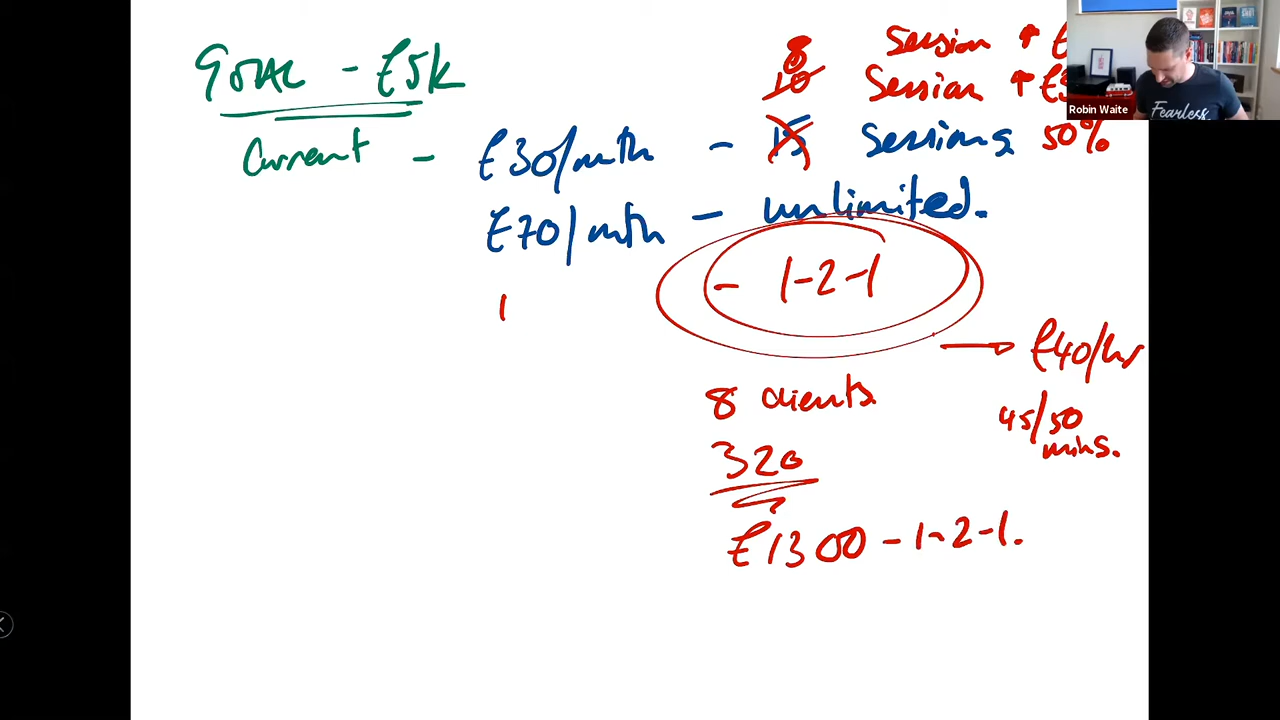 GOAL - £5k
8 Session ↑ £
10 Session ↑ £
Current - £30/mth - 15 Sessions 50%
£70/mth - unlimited.
- 1-2-1
→ £40/hr
8 clients
45/50 mins.
320
£1300 - 1-2-1.
Robin Waite
Fearless